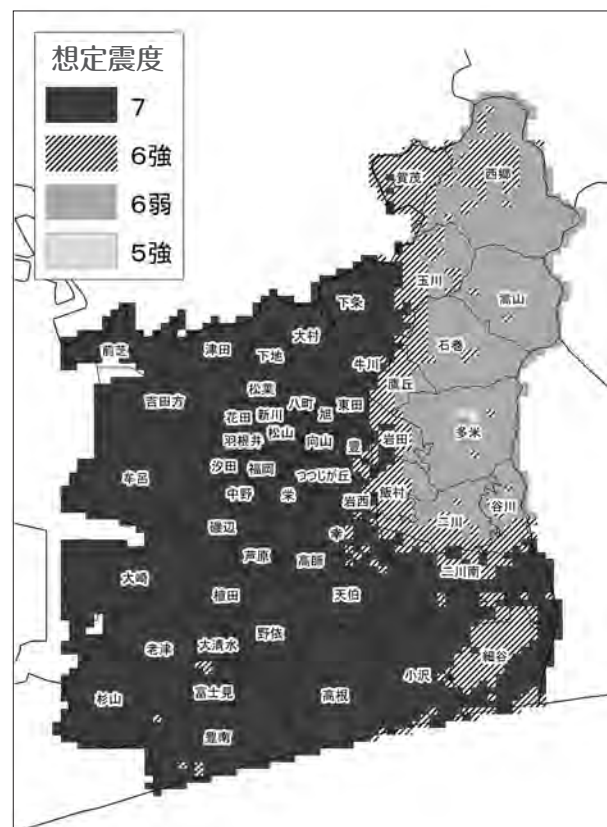 想定震度
7
6強
6弱
5強
賀茂
西郷
玉川
高山
下条
大村
石巻
前芝
津田
下地
牛川
鷹丘
松葉
吉田方
八町
東田
花田
新川
旭
多米
松山
岩田
羽根井
向山
豊
汐田
福岡
つつじが丘
牟呂
飯村
谷川
中野
栄
岩西
二川
磯辺
幸
芦原
高師
二川南
大崎
植田
天伯
野依
大清水
老津
細谷
小沢
杉山
富士見
高根
豊南